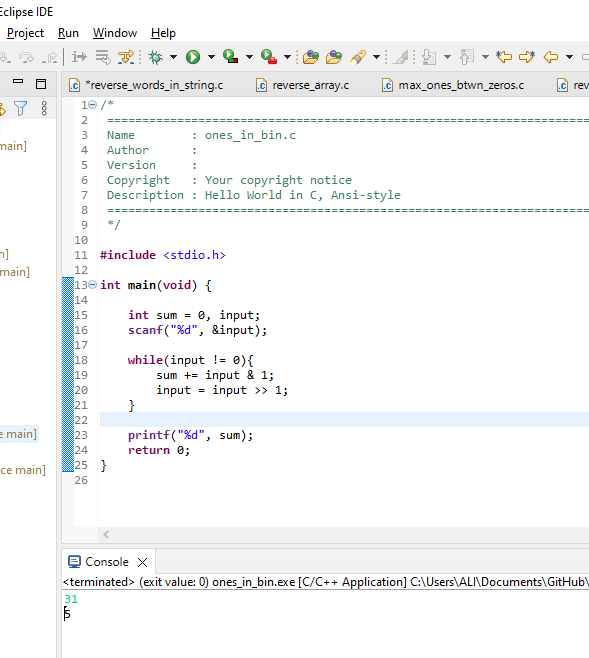 Eclipse IDE
Project Run Window Help
*reverse_words_in_string.c reverse_array.c max_ones_btwn_zeros.c rev
main]
n]
main]
e main]
ce main]
1 /*
2 =====================================================================
3 Name : ones_in_bin.c
4 Author :
5 Version :
6 Copyright : Your copyright notice
7 Description : Hello World in C, Ansi-style
8 =====================================================================
9 */
10
11 #include <stdio.h>
12
13 int main(void) {
14
15 int sum = 0, input;
16 scanf("%d", &input);
17
18 while(input != 0){
19 sum += input & 1;
20 input = input >> 1;
21 }
22
23 printf("%d", sum);
24 return 0;
25 }
26
Console
<terminated> (exit value: 0) ones_in_bin.exe [C/C++ Application] C:\Users\ALI\Documents\GitHub\
31
5